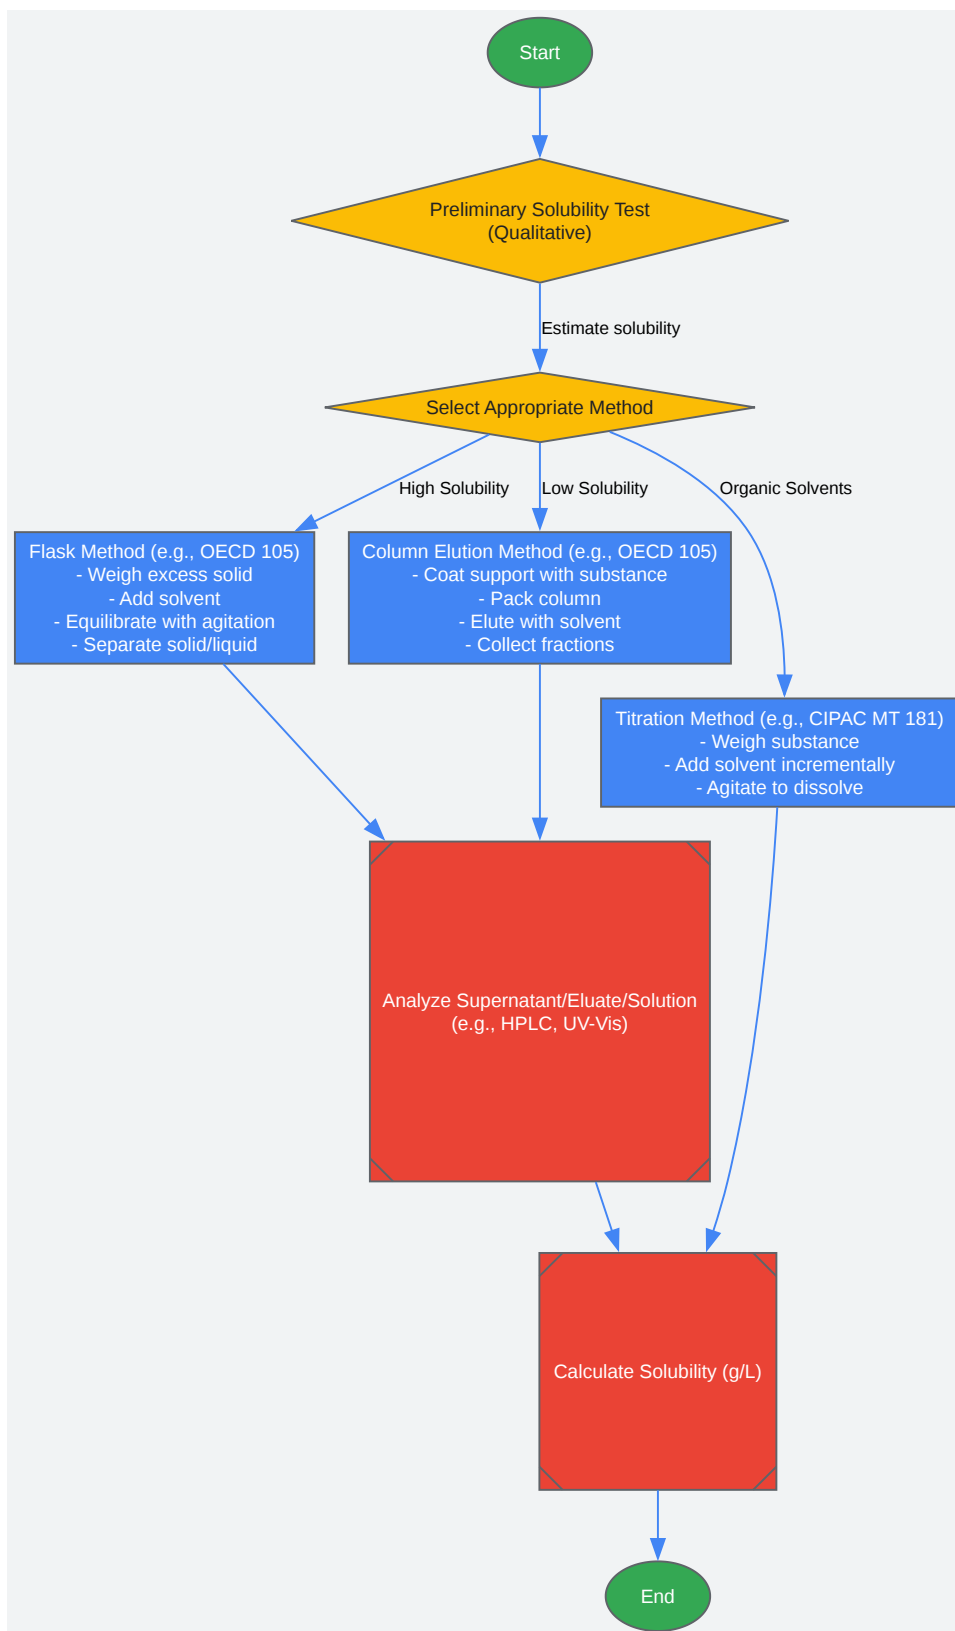 Start
Preliminary Solubility Test
(Qualitative)
Estimate solubility
Select Appropriate Method
High Solubility
Low Solubility
Organic Solvents
Flask Method (e.g., OECD 105)
- Weigh excess solid
- Add solvent
- Equilibrate with agitation
- Separate solid/liquid
Column Elution Method (e.g., OECD 105)
- Coat support with substance
- Pack column
- Elute with solvent
- Collect fractions
Titration Method (e.g., CIPAC MT 181)
- Weigh substance
- Add solvent incrementally
- Agitate to dissolve
Analyze Supernatant/Eluate/Solution
(e.g., HPLC, UV-Vis)
Calculate Solubility (g/L)
End